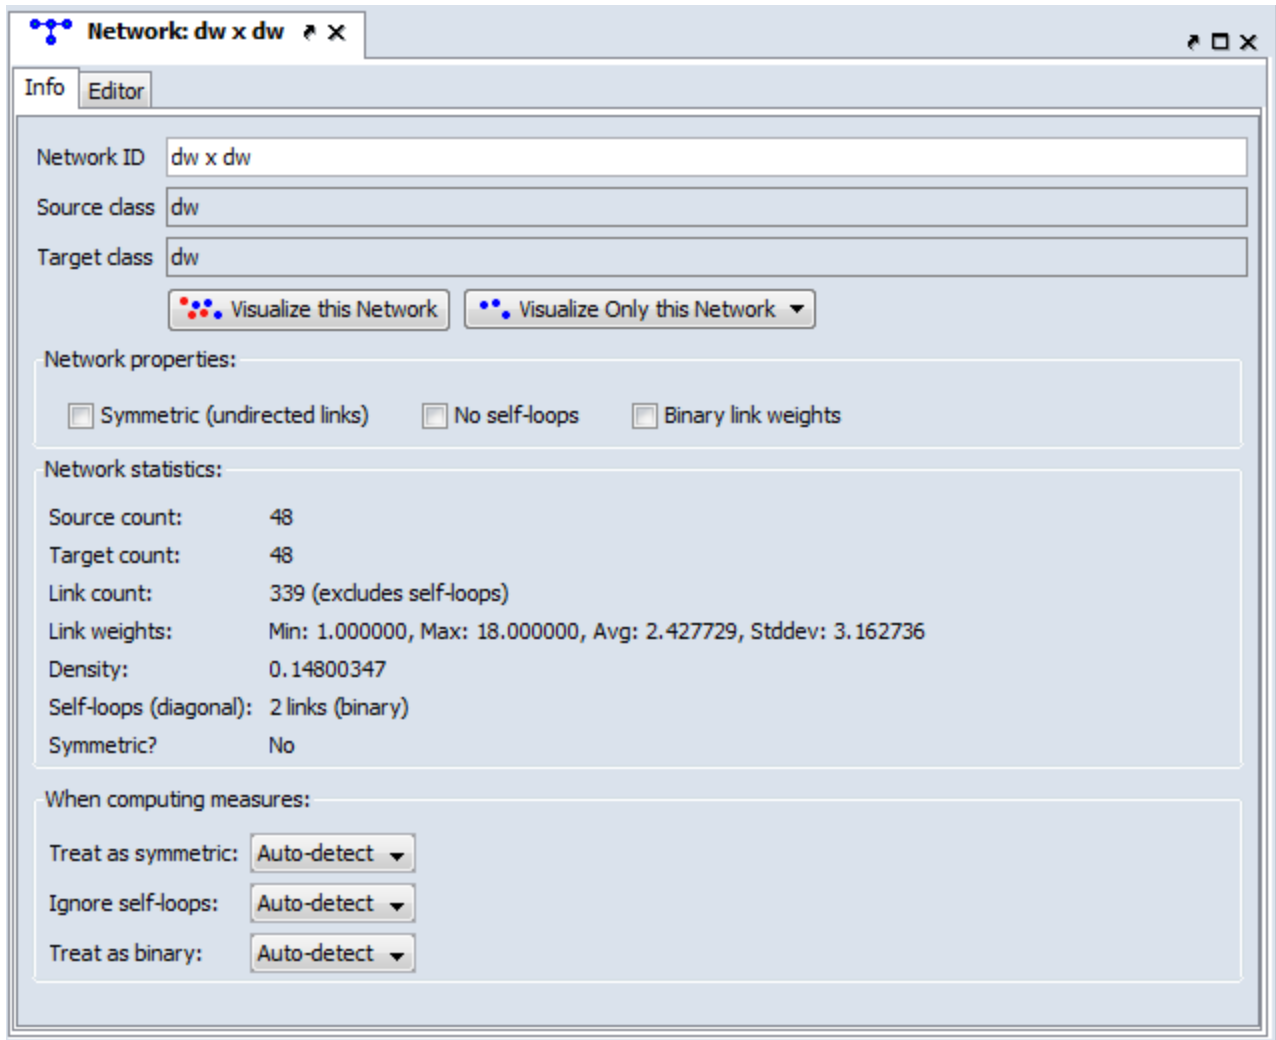 Network: dw x dw
Info Editor
Network ID dw x dw
Source class dw
Target class dw
Visualize this Network Visualize Only this Network
Network properties:
Symmetric (undirected links) No self-loops Binary link weights
Network statistics:
Source count: 48
Target count: 48
Link count: 339 (excludes self-loops)
Link weights: Min: 1.000000, Max: 18.000000, Avg: 2.427729, Stddev: 3.162736
Density: 0.14800347
Self-loops (diagonal): 2 links (binary)
Symmetric? No
When computing measures:
Treat as symmetric: Auto-detect
Ignore self-loops: Auto-detect
Treat as binary: Auto-detect